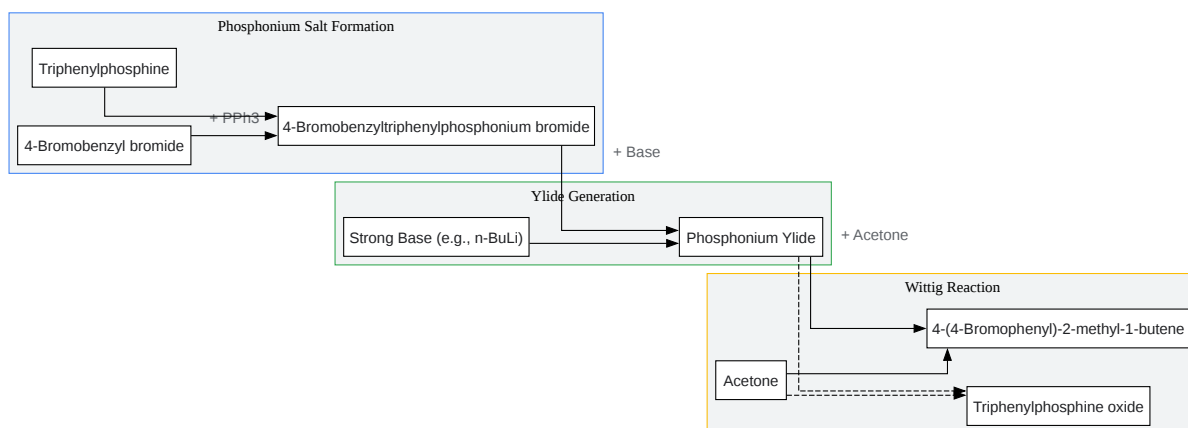 Phosphonium Salt Formation
Triphenylphosphine
+ PPh3
4-Bromobenzyltriphenylphosphonium bromide
4-Bromobenzyl bromide
+ Base
Ylide Generation
Strong Base (e.g., n-BuLi)
Phosphonium Ylide
+ Acetone
Wittig Reaction
4-(4-Bromophenyl)-2-methyl-1-butene
Acetone
Triphenylphosphine oxide